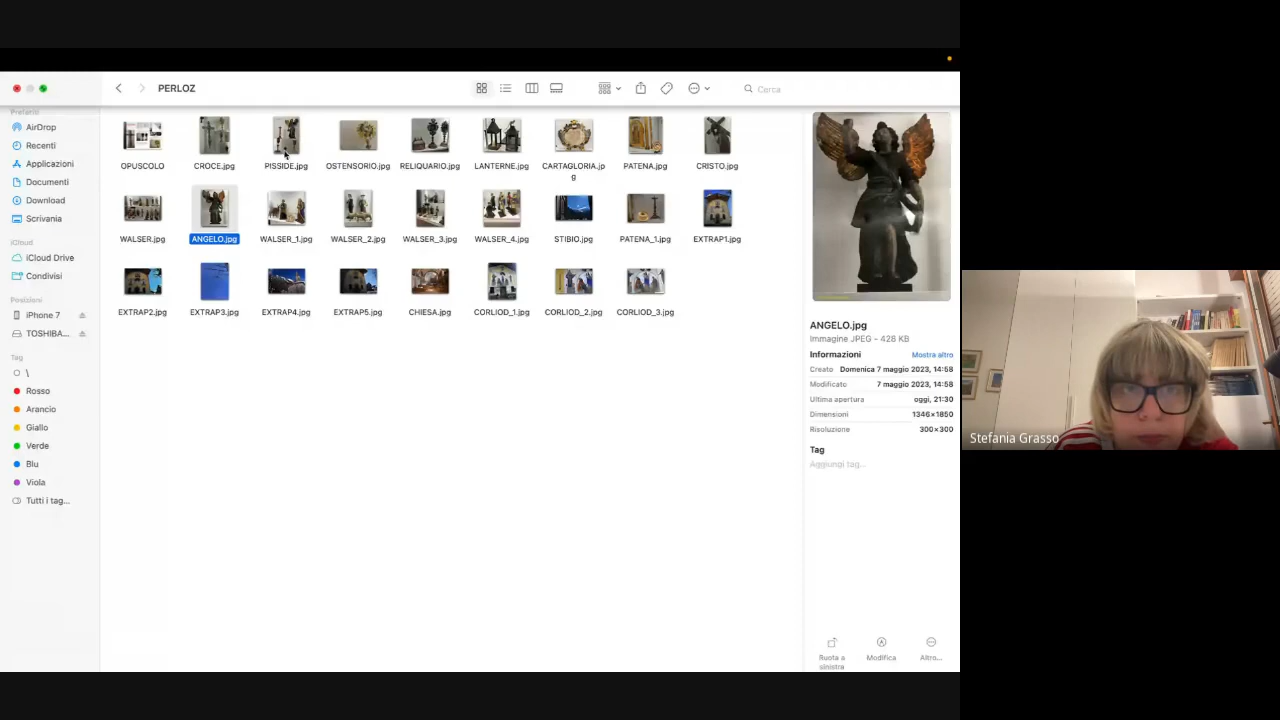 PERLOZ
Cerca
Preferiti
AirDrop
Recenti
Applicazioni
Documenti
Download
Scrivania
iCloud
iCloud Drive
Condivisi
Posizioni
iPhone 7
TOSHIBA...
Tag
\
Rosso
Arancio
Giallo
Verde
Blu
Viola
Tutti i tag...
OPUSCOLO
CROCE.jpg
PISSIDE.jpg
OSTENSORIO.jpg
RELIQUARIO.jpg
LANTERNE.jpg
CARTAGLORIA.jp
g
PATENA.jpg
CRISTO.jpg
WALSER.jpg
ANGELO.jpg
WALSER_1.jpg
WALSER_2.jpg
WALSER_3.jpg
WALSER_4.jpg
STIBIO.jpg
PATENA_1.jpg
EXTRAP1.jpg
EXTRAP2.jpg
EXTRAP3.jpg
EXTRAP4.jpg
EXTRAP5.jpg
CHIESA.jpg
CORLIOD_1.jpg
CORLIOD_2.jpg
CORLIOD_3.jpg
ANGELO.jpg
Immagine JPEG - 428 KB
Informazioni Mostra altro
Creato Domenica 7 maggio 2023, 14:58
Modificato 7 maggio 2023, 14:58
Ultima apertura oggi, 21:30
Dimensioni 1346×1850
Risoluzione 300×300
Tag
Aggiungi tag...
Ruota a
sinistra
Modifica
Altro...
Stefania Grasso